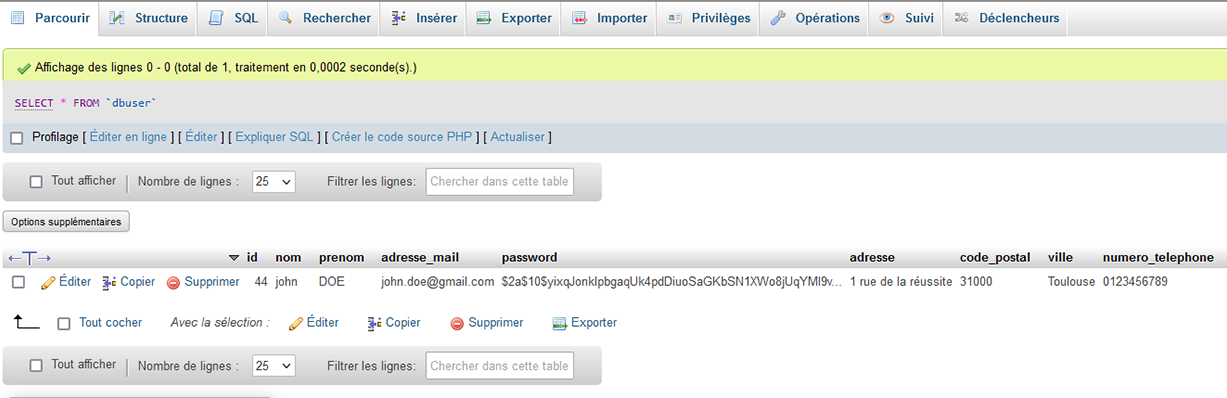 Parcourir Structure SQL Rechercher Insérer Exporter Importer Privilèges Opérations Suivi Déclencheurs
Affichage des lignes 0 - 0 (total de 1, traitement en 0,0002 seconde(s).)
SELECT * FROM `dbuser`
Profilage [ Éditer en ligne ] [ Éditer ] [ Expliquer SQL ] [ Créer le code source PHP ] [ Actualiser ]
Tout afficher | Nombre de lignes : 25 Filtrer les lignes: Chercher dans cette table
Options supplémentaires
←T→ id nom prenom adresse_mail password adresse code_postal ville numero_telephone
Éditer Copier Supprimer 44 john DOE john.doe@gmail.com $2a$10$yixqJonklpbgaqUk4pdDiuoSaGKbSN1XWo8jUqYMl9v... 1 rue de la réussite 31000 Toulouse 0123456789
Tout cocher Avec la sélection : Éditer Copier Supprimer Exporter
Tout afficher | Nombre de lignes : 25 Filtrer les lignes: Chercher dans cette table